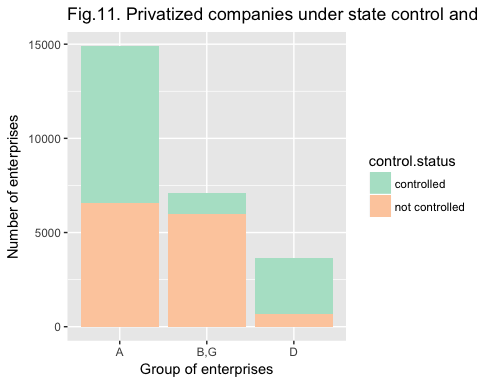 Fig.11. Privatized companies under state control and
15000
10000
5000
0
Number of enterprises
A
B,G
D
Group of enterprises
control.status
controlled
not controlled